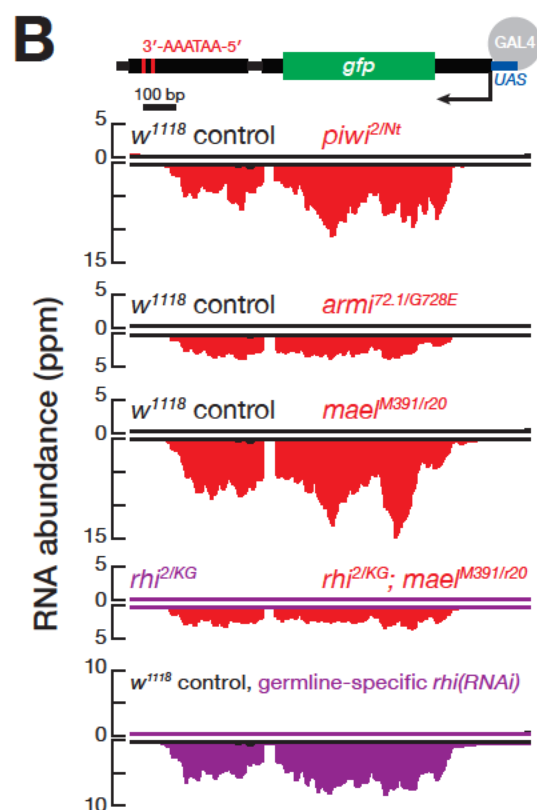 B
GAL4
3′-AAATAA-5′
gfp
UAS
100 bp
RNA abundance (ppm)
5
w1118 control piwi2/Nt
0
15
5
w1118 control armi72.1/G728E
0
5
5
w1118 control maelM391/r20
0
15
5
rhi2/KG rhi2/KG; maelM391/r20
0
5
10
w1118 control, germline-specific rhi(RNAi)
0
10